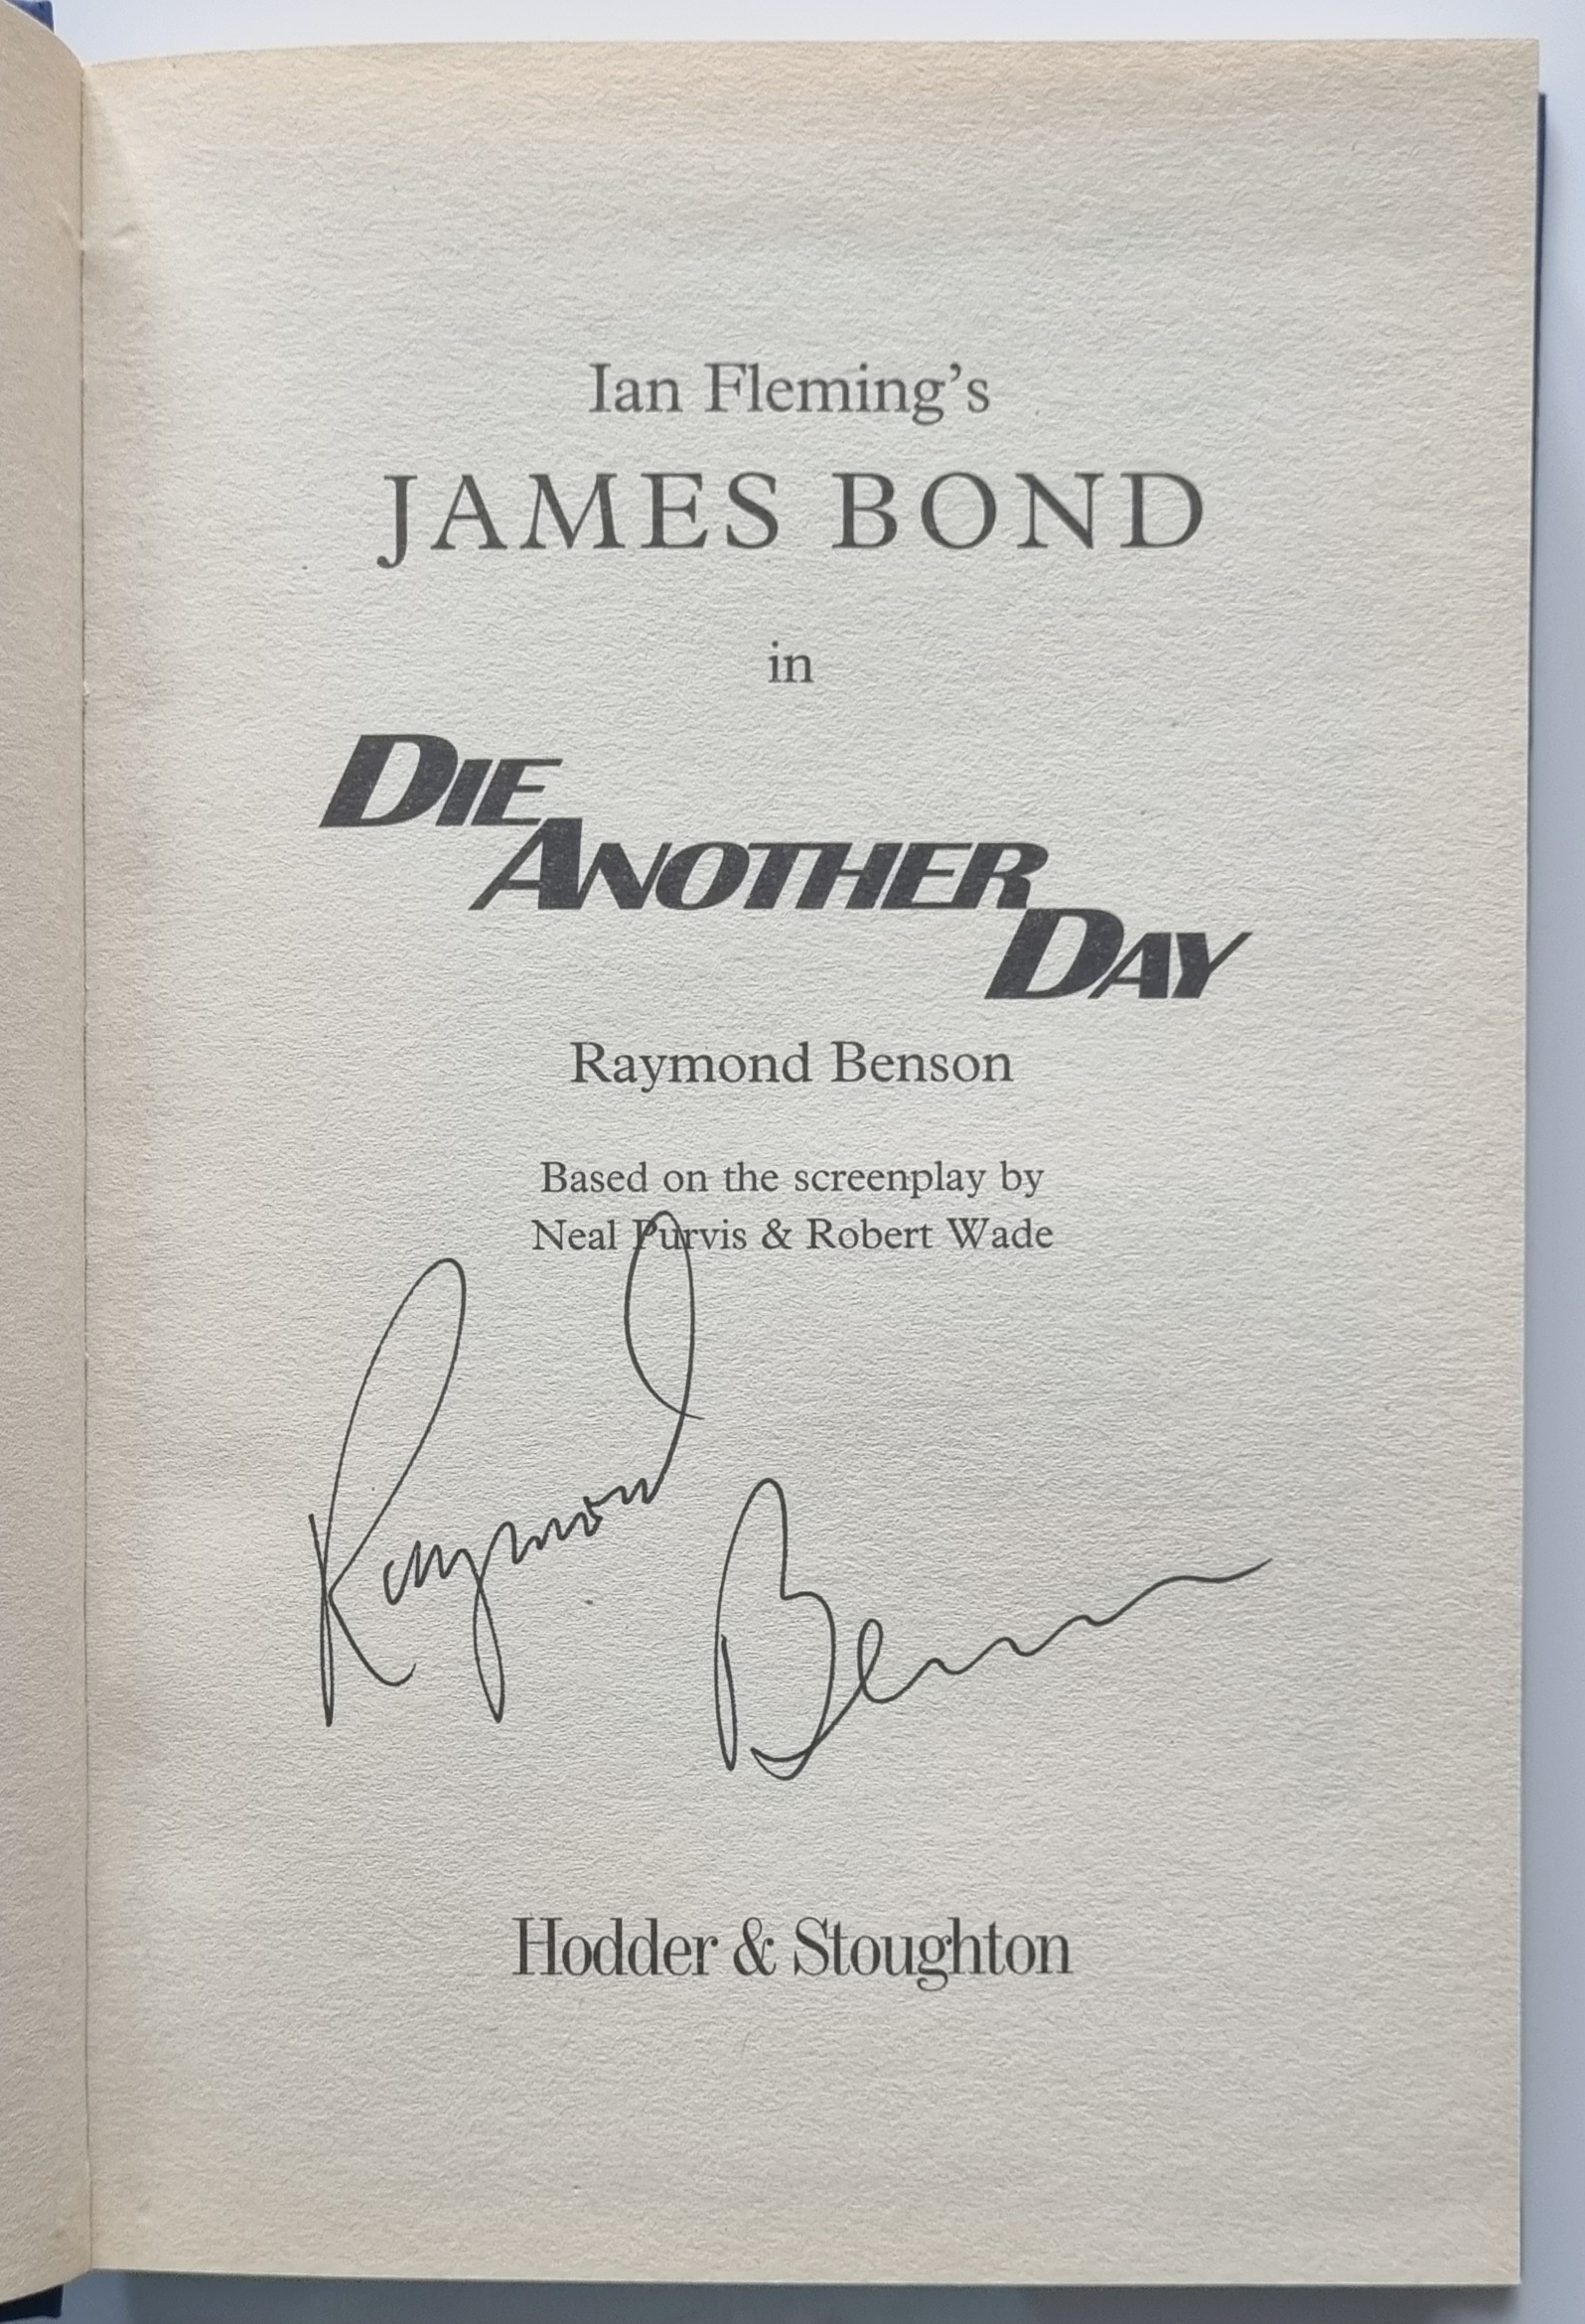 Ian Fleming's
JAMES BOND
in
DIE
ANOTHER
DAY
Raymond Benson
Based on the screenplay by
Neal Purvis & Robert Wade
Raymond
Benson
Hodder & Stoughton